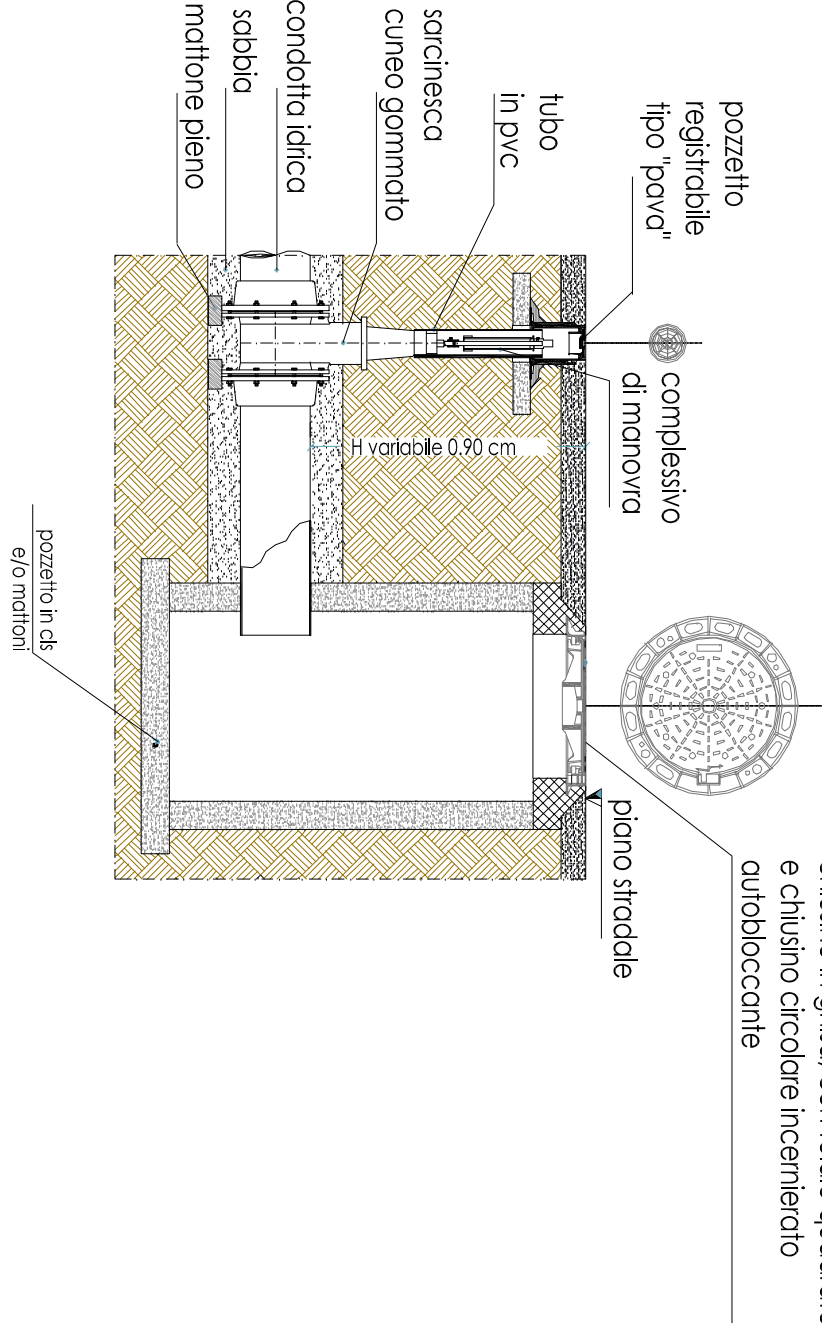 e chiusino circolare incernierato
autobloccante
pozzetto
registrabile
tipo "pava"
complessivo
di manovra
piano stradale
tubo
in pvc
sarcinesca
cuneo gommato
condotta idrica
sabbia
mattone pieno
H variabile 0.90 cm
pozzetto in cls
e/o mattoni